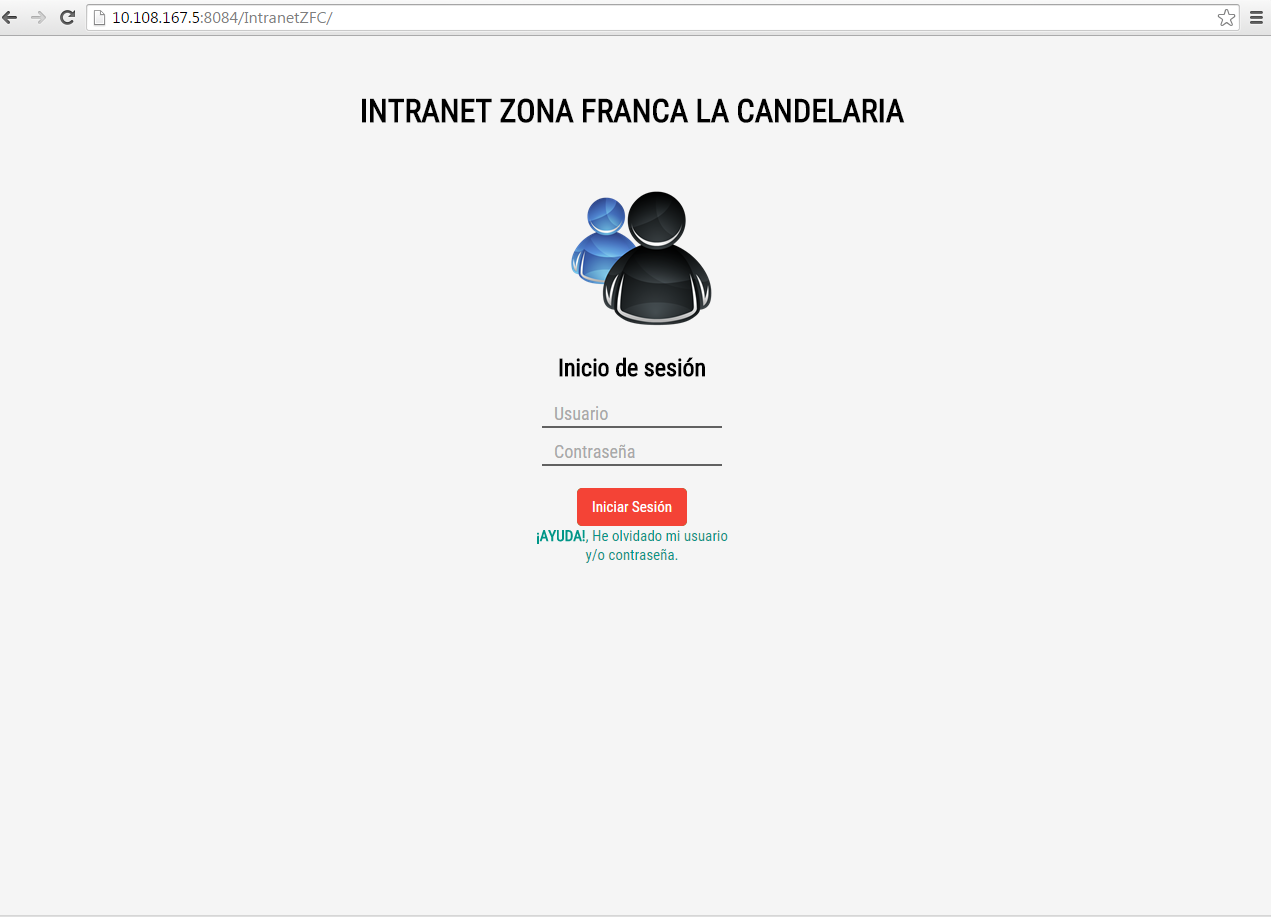 10.108.167.5:8084/IntranetZFC/
INTRANET ZONA FRANCA LA CANDELARIA
Inicio de sesión
Usuario
Contraseña
Iniciar Sesión
¡AYUDA!, He olvidado mi usuario
y/o contraseña.